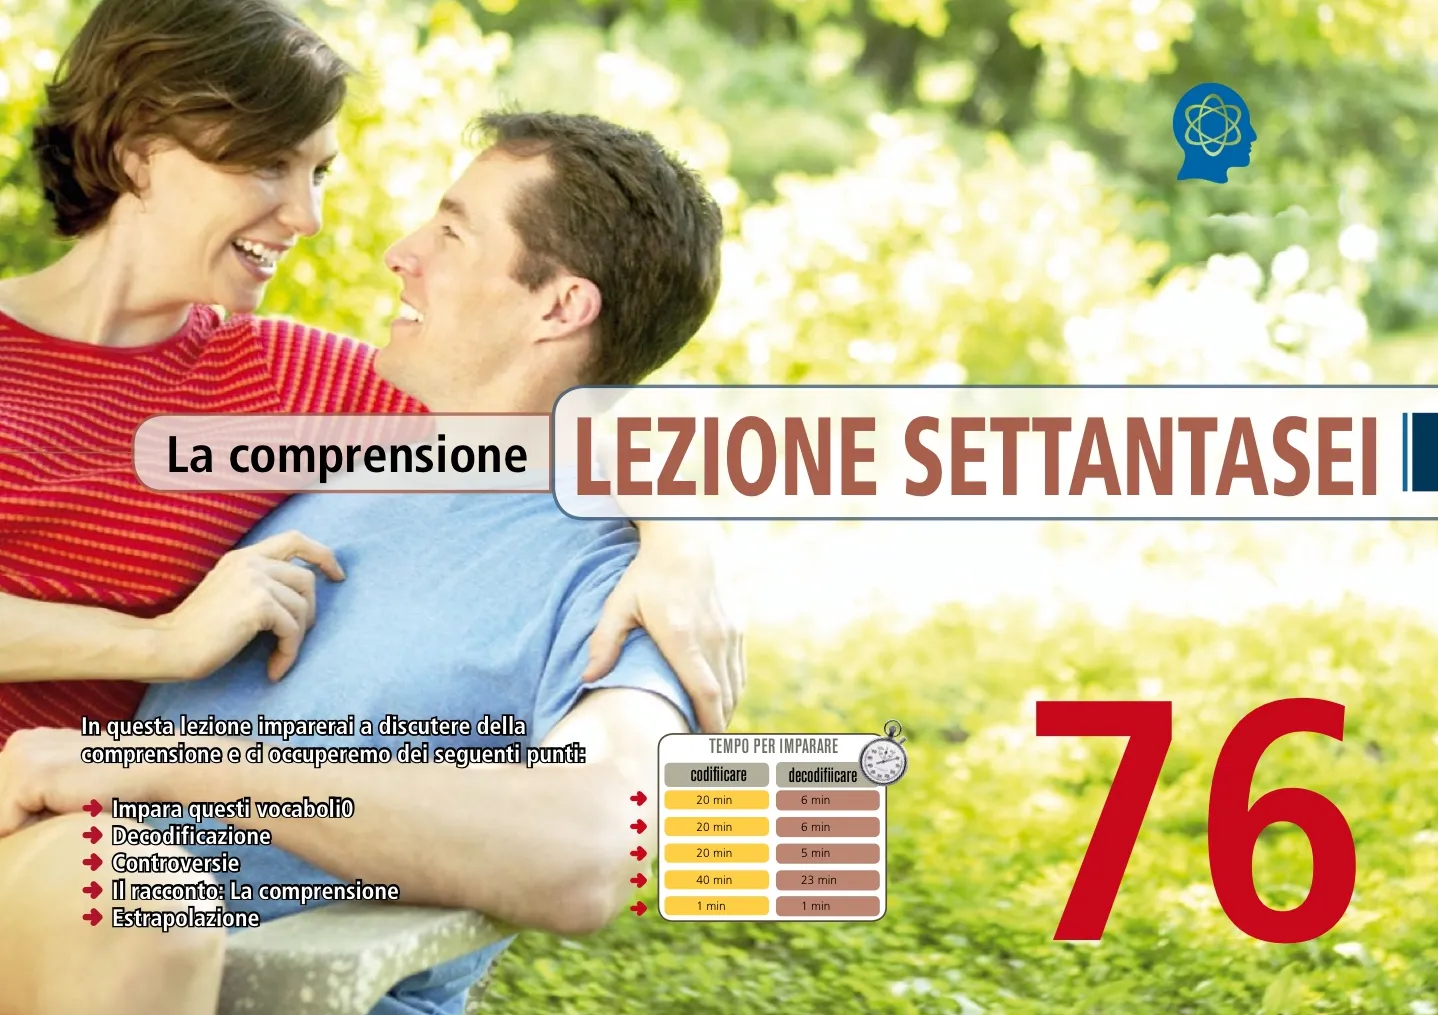 La comprensione
LEZIONE SETTANTASEI
In questa lezione imparerai a discutere della
comprensione e ci occuperemo dei seguenti punti:
Impara questi vocaboli0
Decodificazione
Controversie
Il racconto: La comprensione
Estrapolazione
TEMPO PER IMPARARE
codifiicare decodifiicare
20 min 6 min
20 min 6 min
20 min 5 min
40 min 23 min
1 min 1 min
76